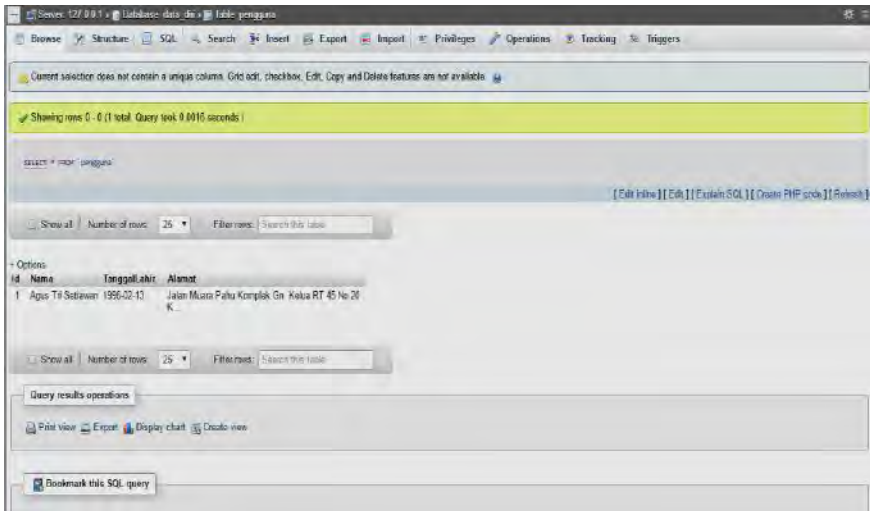 Server: 127.0.0.1 » Database: data_diri » Table: pengguna
Browse Structure SQL Search Insert Export Import Privileges Operations Tracking Triggers
Current selection does not contain a unique column. Grid edit, checkbox, Edit, Copy and Delete features are not available.
Showing rows 0 - 0 (1 total, Query took 0.0016 seconds.)
SELECT * FROM `pengguna`
[ Edit inline ] [ Edit ] [ Explain SQL ] [ Create PHP code ] [ Refresh ]
Show all Number of rows: 25 Filter rows: Search this table
+ Options
Id Nama TanggalLahir Alamat
1 Agus Tri Setiawan 1996-02-13 Jalan Muara Pahu Komplek Gn. Kelua RT 45 No 20
K...
Show all Number of rows: 25 Filter rows: Search this table
Query results operations
Print view Export Display chart Create view
Bookmark this SQL query